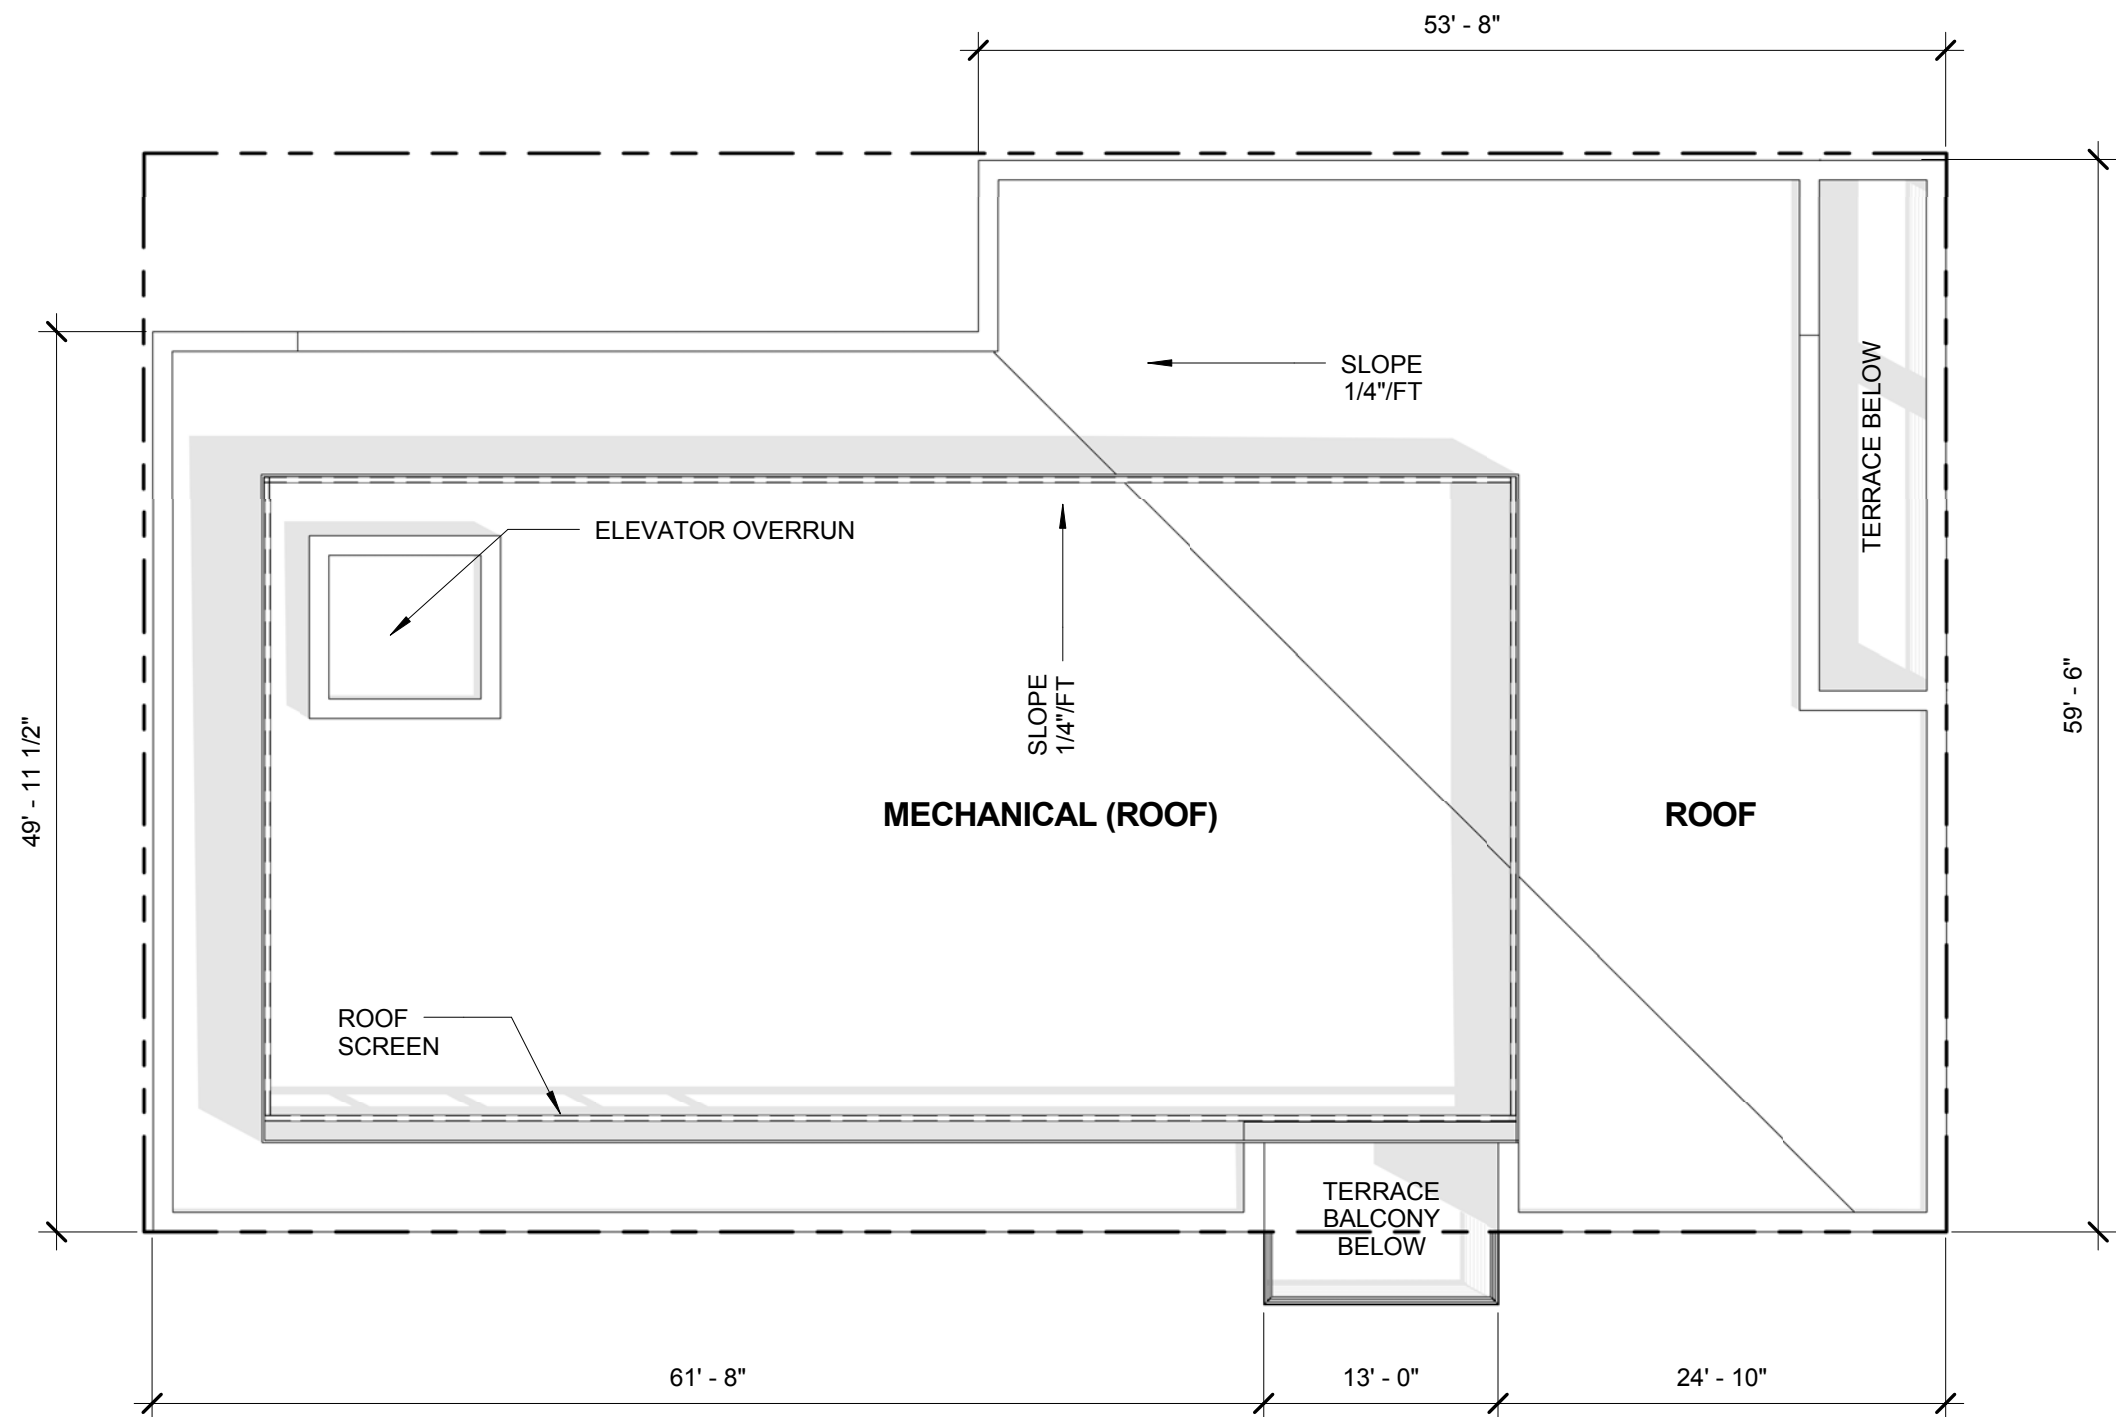 53' - 8"
SLOPE
1/4"/FT
TERRACE BELOW
ELEVATOR OVERRUN
SLOPE
1/4"/FT
59' - 6"
49' - 11 1/2"
MECHANICAL (ROOF)
ROOF
ROOF
SCREEN
TERRACE
BALCONY
BELOW
61' - 8"
13' - 0"
24' - 10"